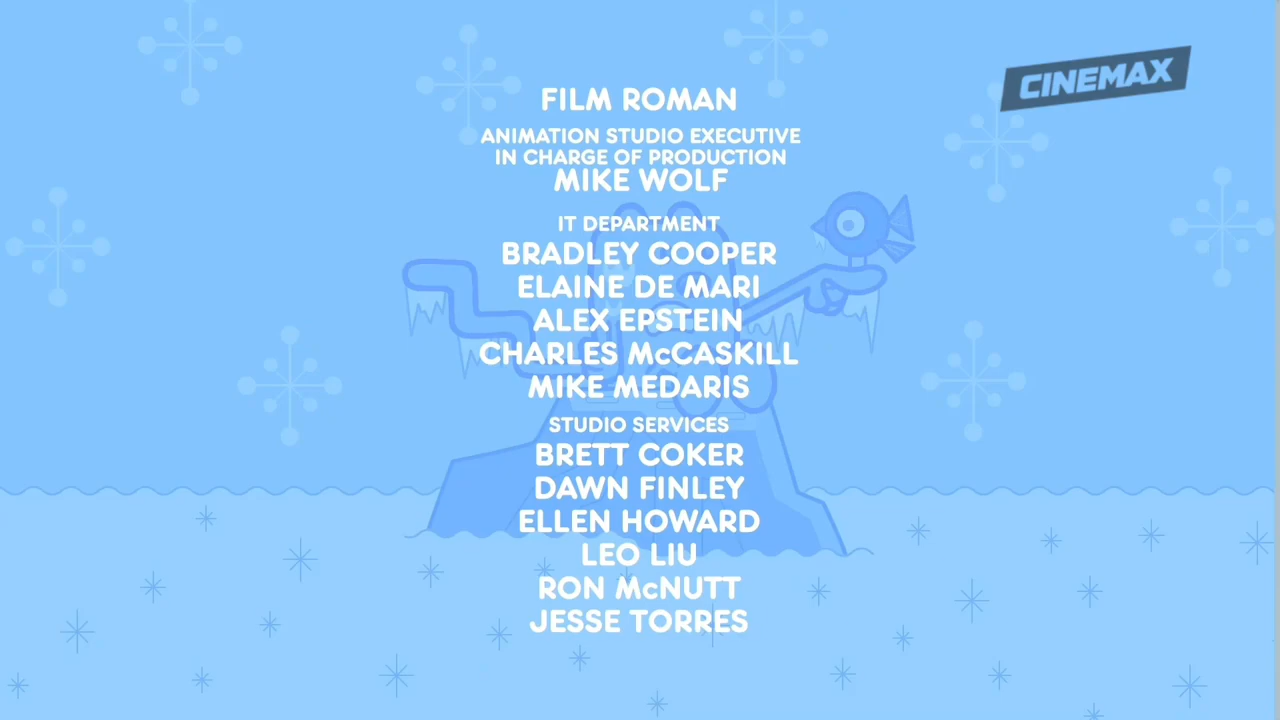 CINEMAX
FILM ROMAN
ANIMATION STUDIO EXECUTIVE
IN CHARGE OF PRODUCTION
MIKE WOLF
IT DEPARTMENT
BRADLEY COOPER
ELAINE DE MARI
ALEX EPSTEIN
CHARLES McCASKILL
MIKE MEDARIS
STUDIO SERVICES
BRETT COKER
DAWN FINLEY
ELLEN HOWARD
LEO LIU
RON McNUTT
JESSE TORRES